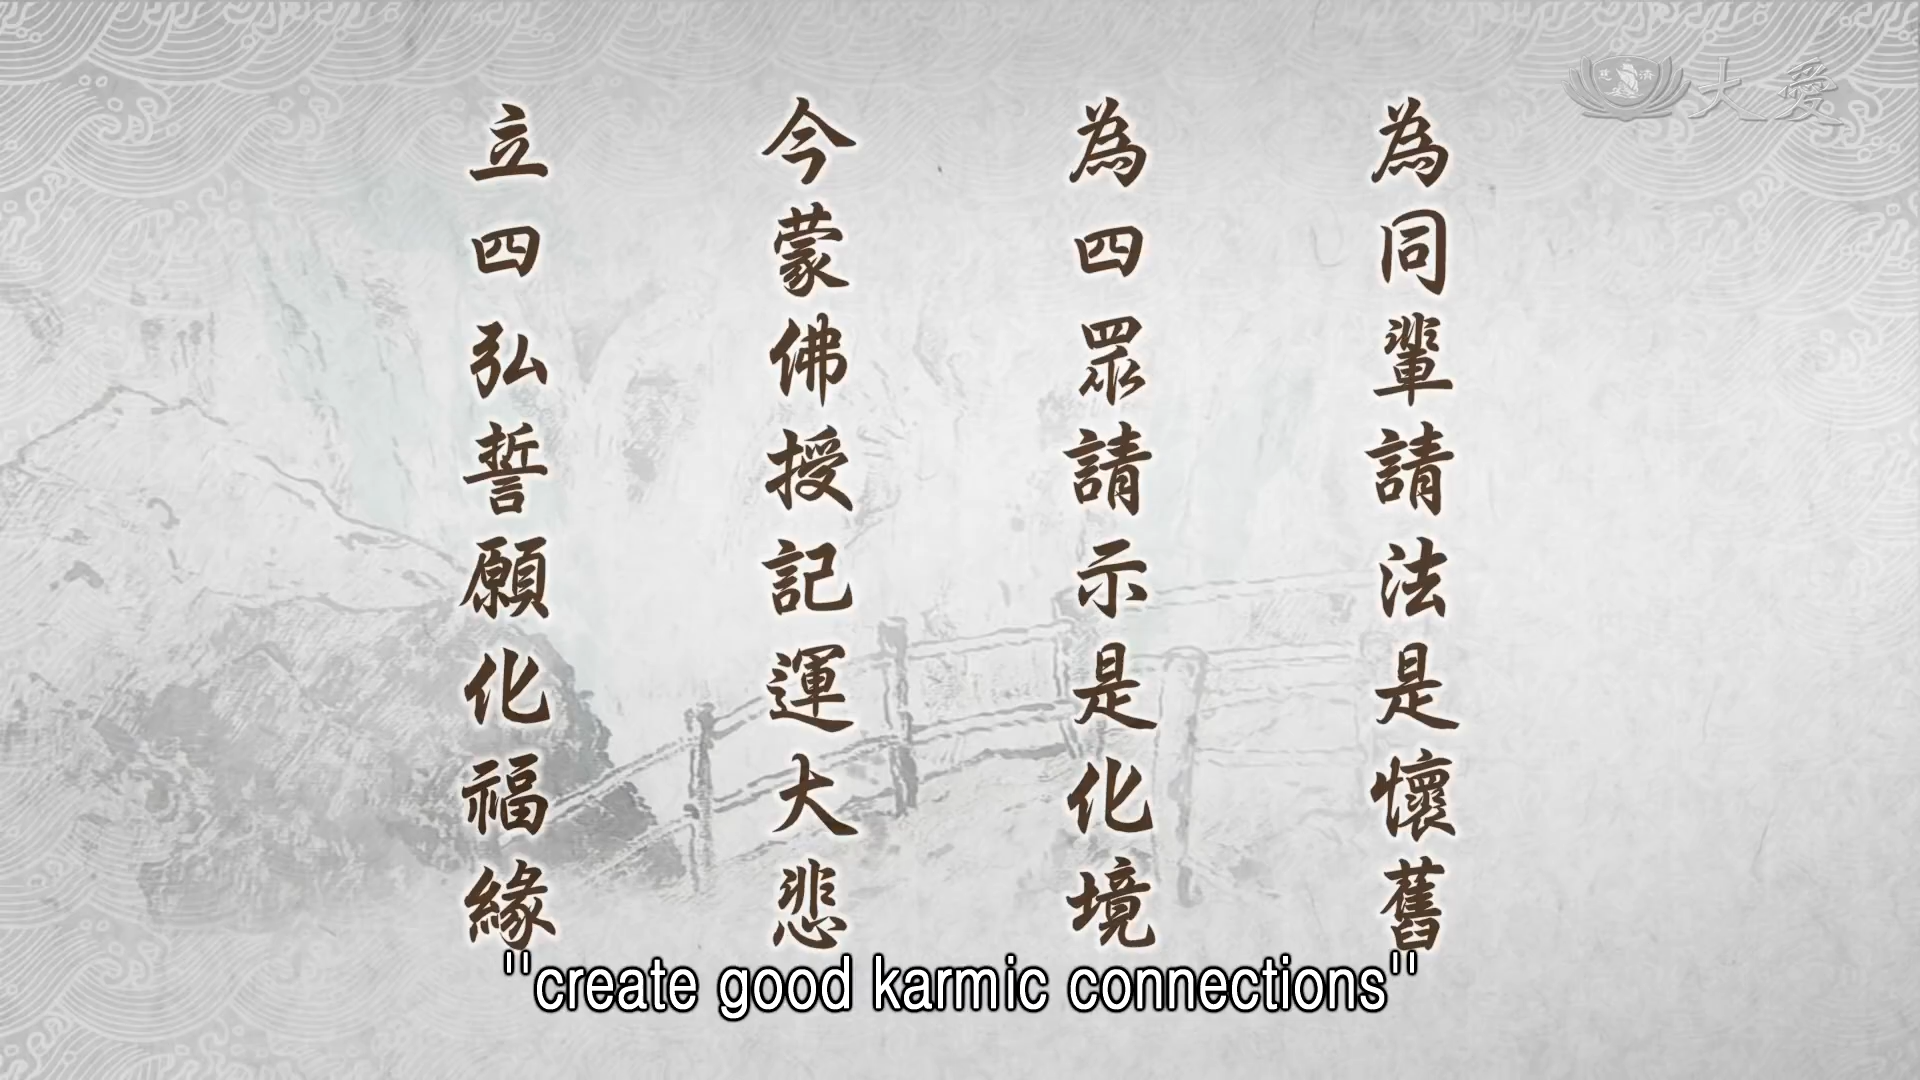 為同輩請法是懷舊
為四眾請示是化境
今蒙佛授記運大悲
立四弘誓願化福緣
慈濟
大愛
"create good karmic connections"